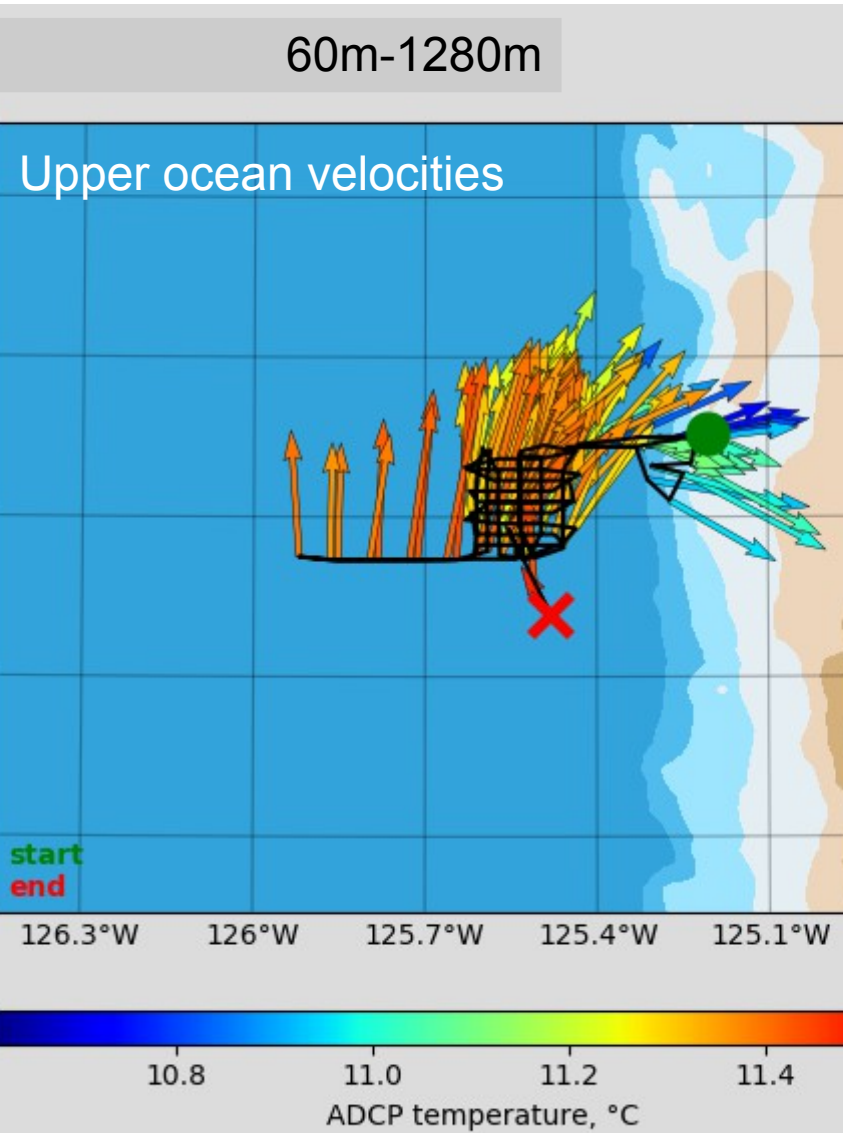 60m-1280m
Upper ocean velocities
start
end
126.3°W 126°W 125.7°W 125.4°W 125.1°W
10.8 11.0 11.2 11.4
ADCP temperature, °C